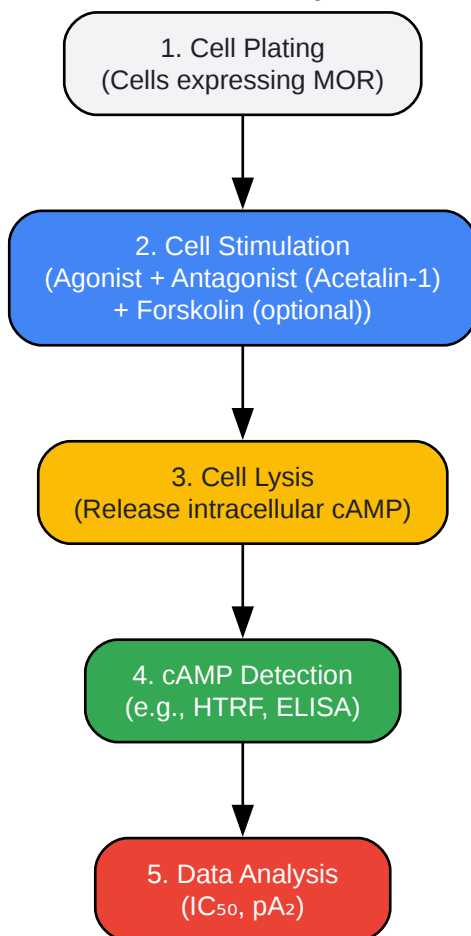 1. Cell Plating
(Cells expressing MOR)
2. Cell Stimulation
(Agonist + Antagonist (Acetalin-1)
+ Forskolin (optional))
3. Cell Lysis
(Release intracellular cAMP)
4. cAMP Detection
(e.g., HTRF, ELISA)
5. Data Analysis
(IC₅₀, pA₂)